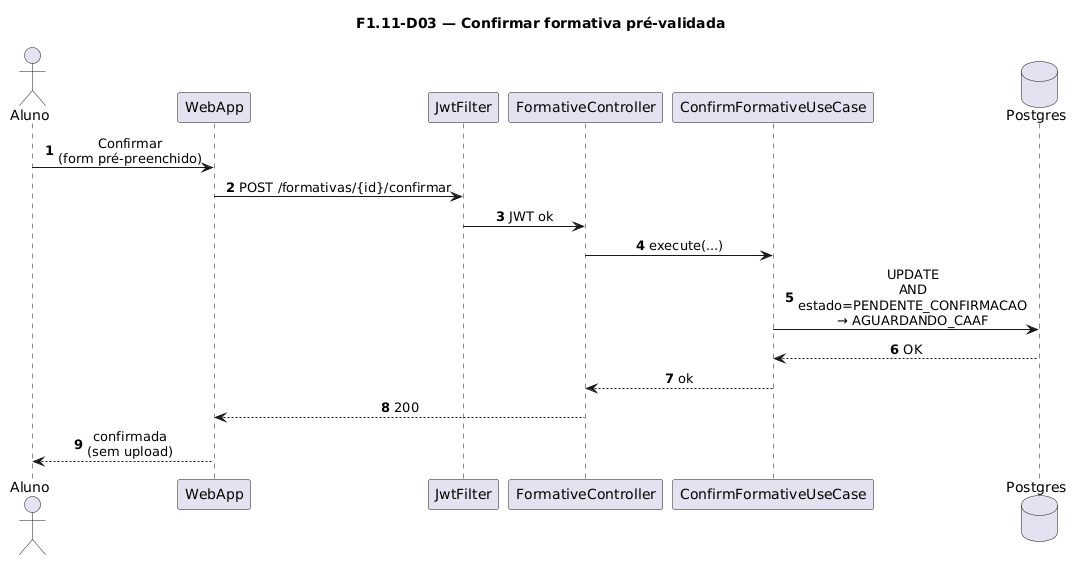 F1.11-D03 — Confirmar formativa pré-validada
Aluno
WebApp
JwtFilter
FormativeController
ConfirmFormativeUseCase
Postgres
1 Confirmar
(form pré-preenchido)
2 POST /formativas/{id}/confirmar
3 JWT ok
4 execute(...)
5 UPDATE
AND
estado=PENDENTE_CONFIRMACAO
→ AGUARDANDO_CAAF
6 OK
7 ok
8 200
9 confirmada
(sem upload)
Aluno
WebApp
JwtFilter
FormativeController
ConfirmFormativeUseCase
Postgres